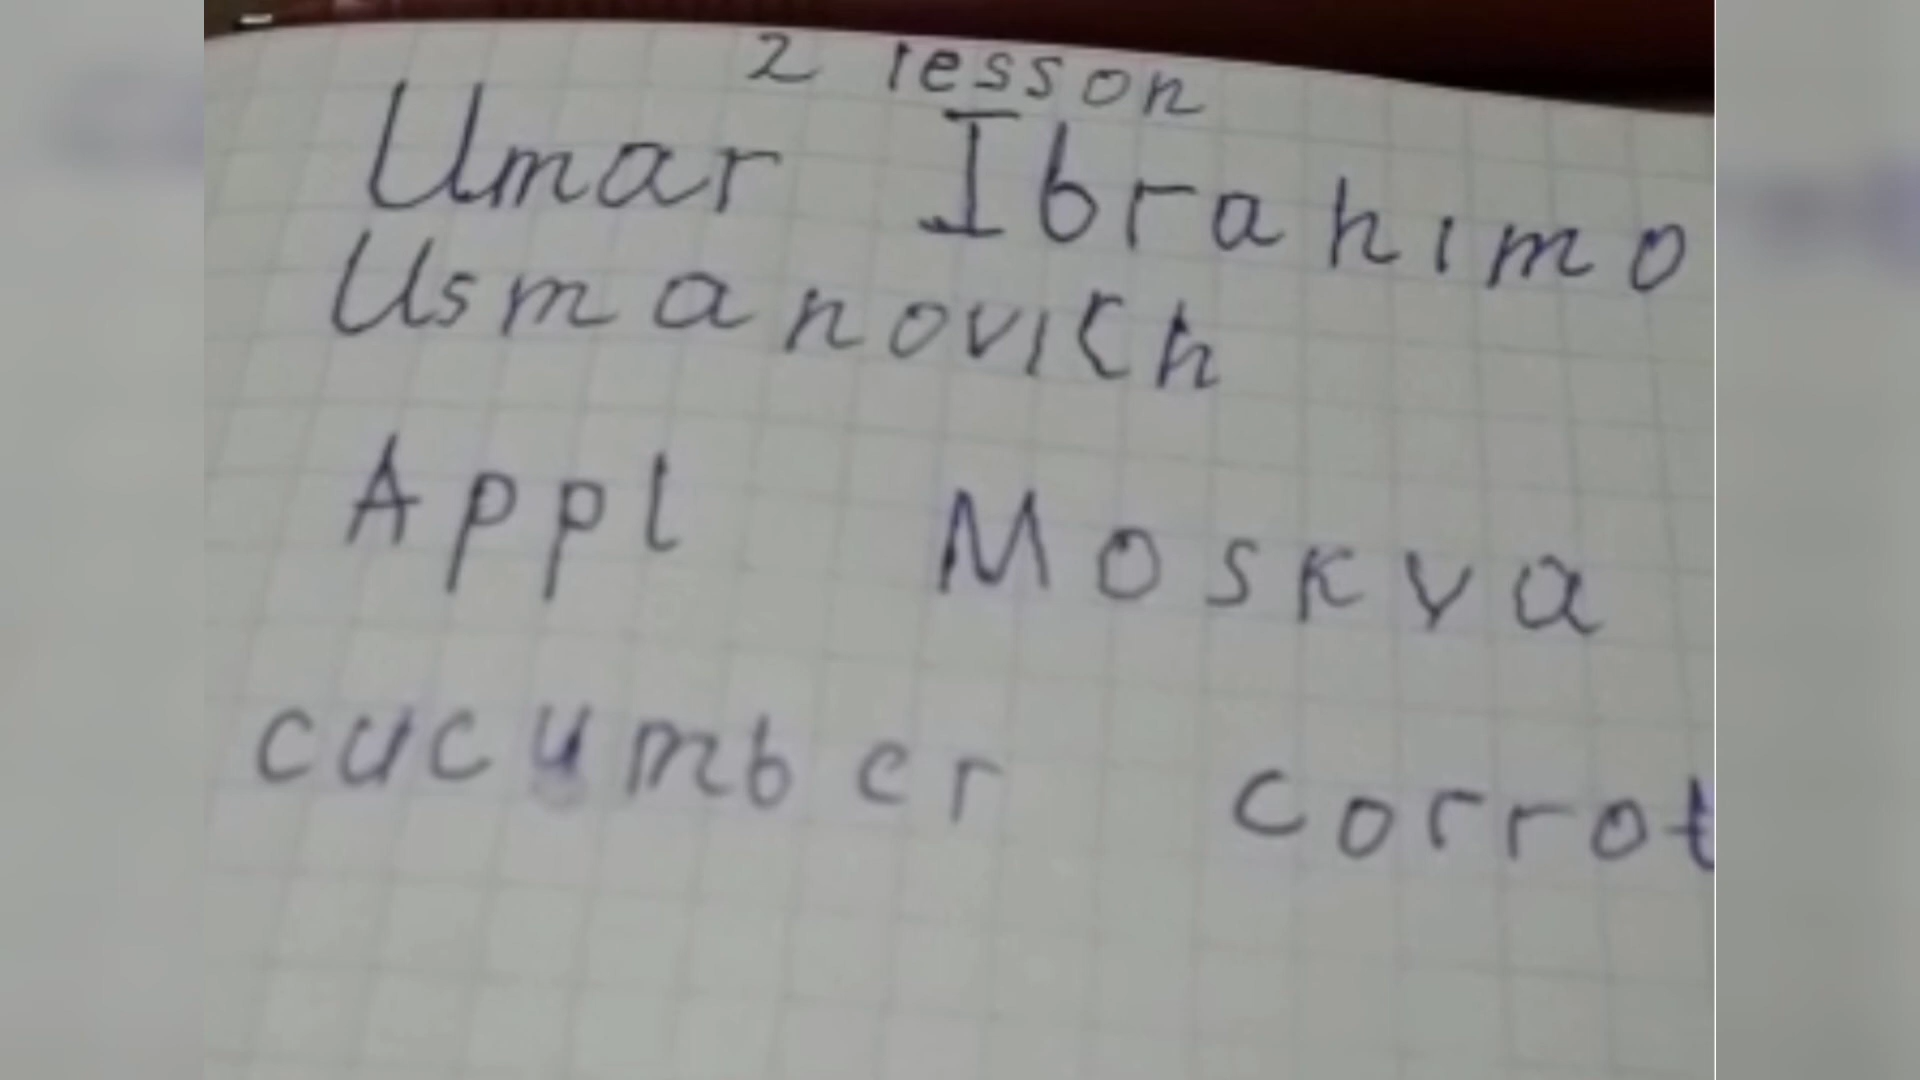 2 lesson
Umar Ibrahimo
Usmanovich
Appl Moskva
cucumber corrot